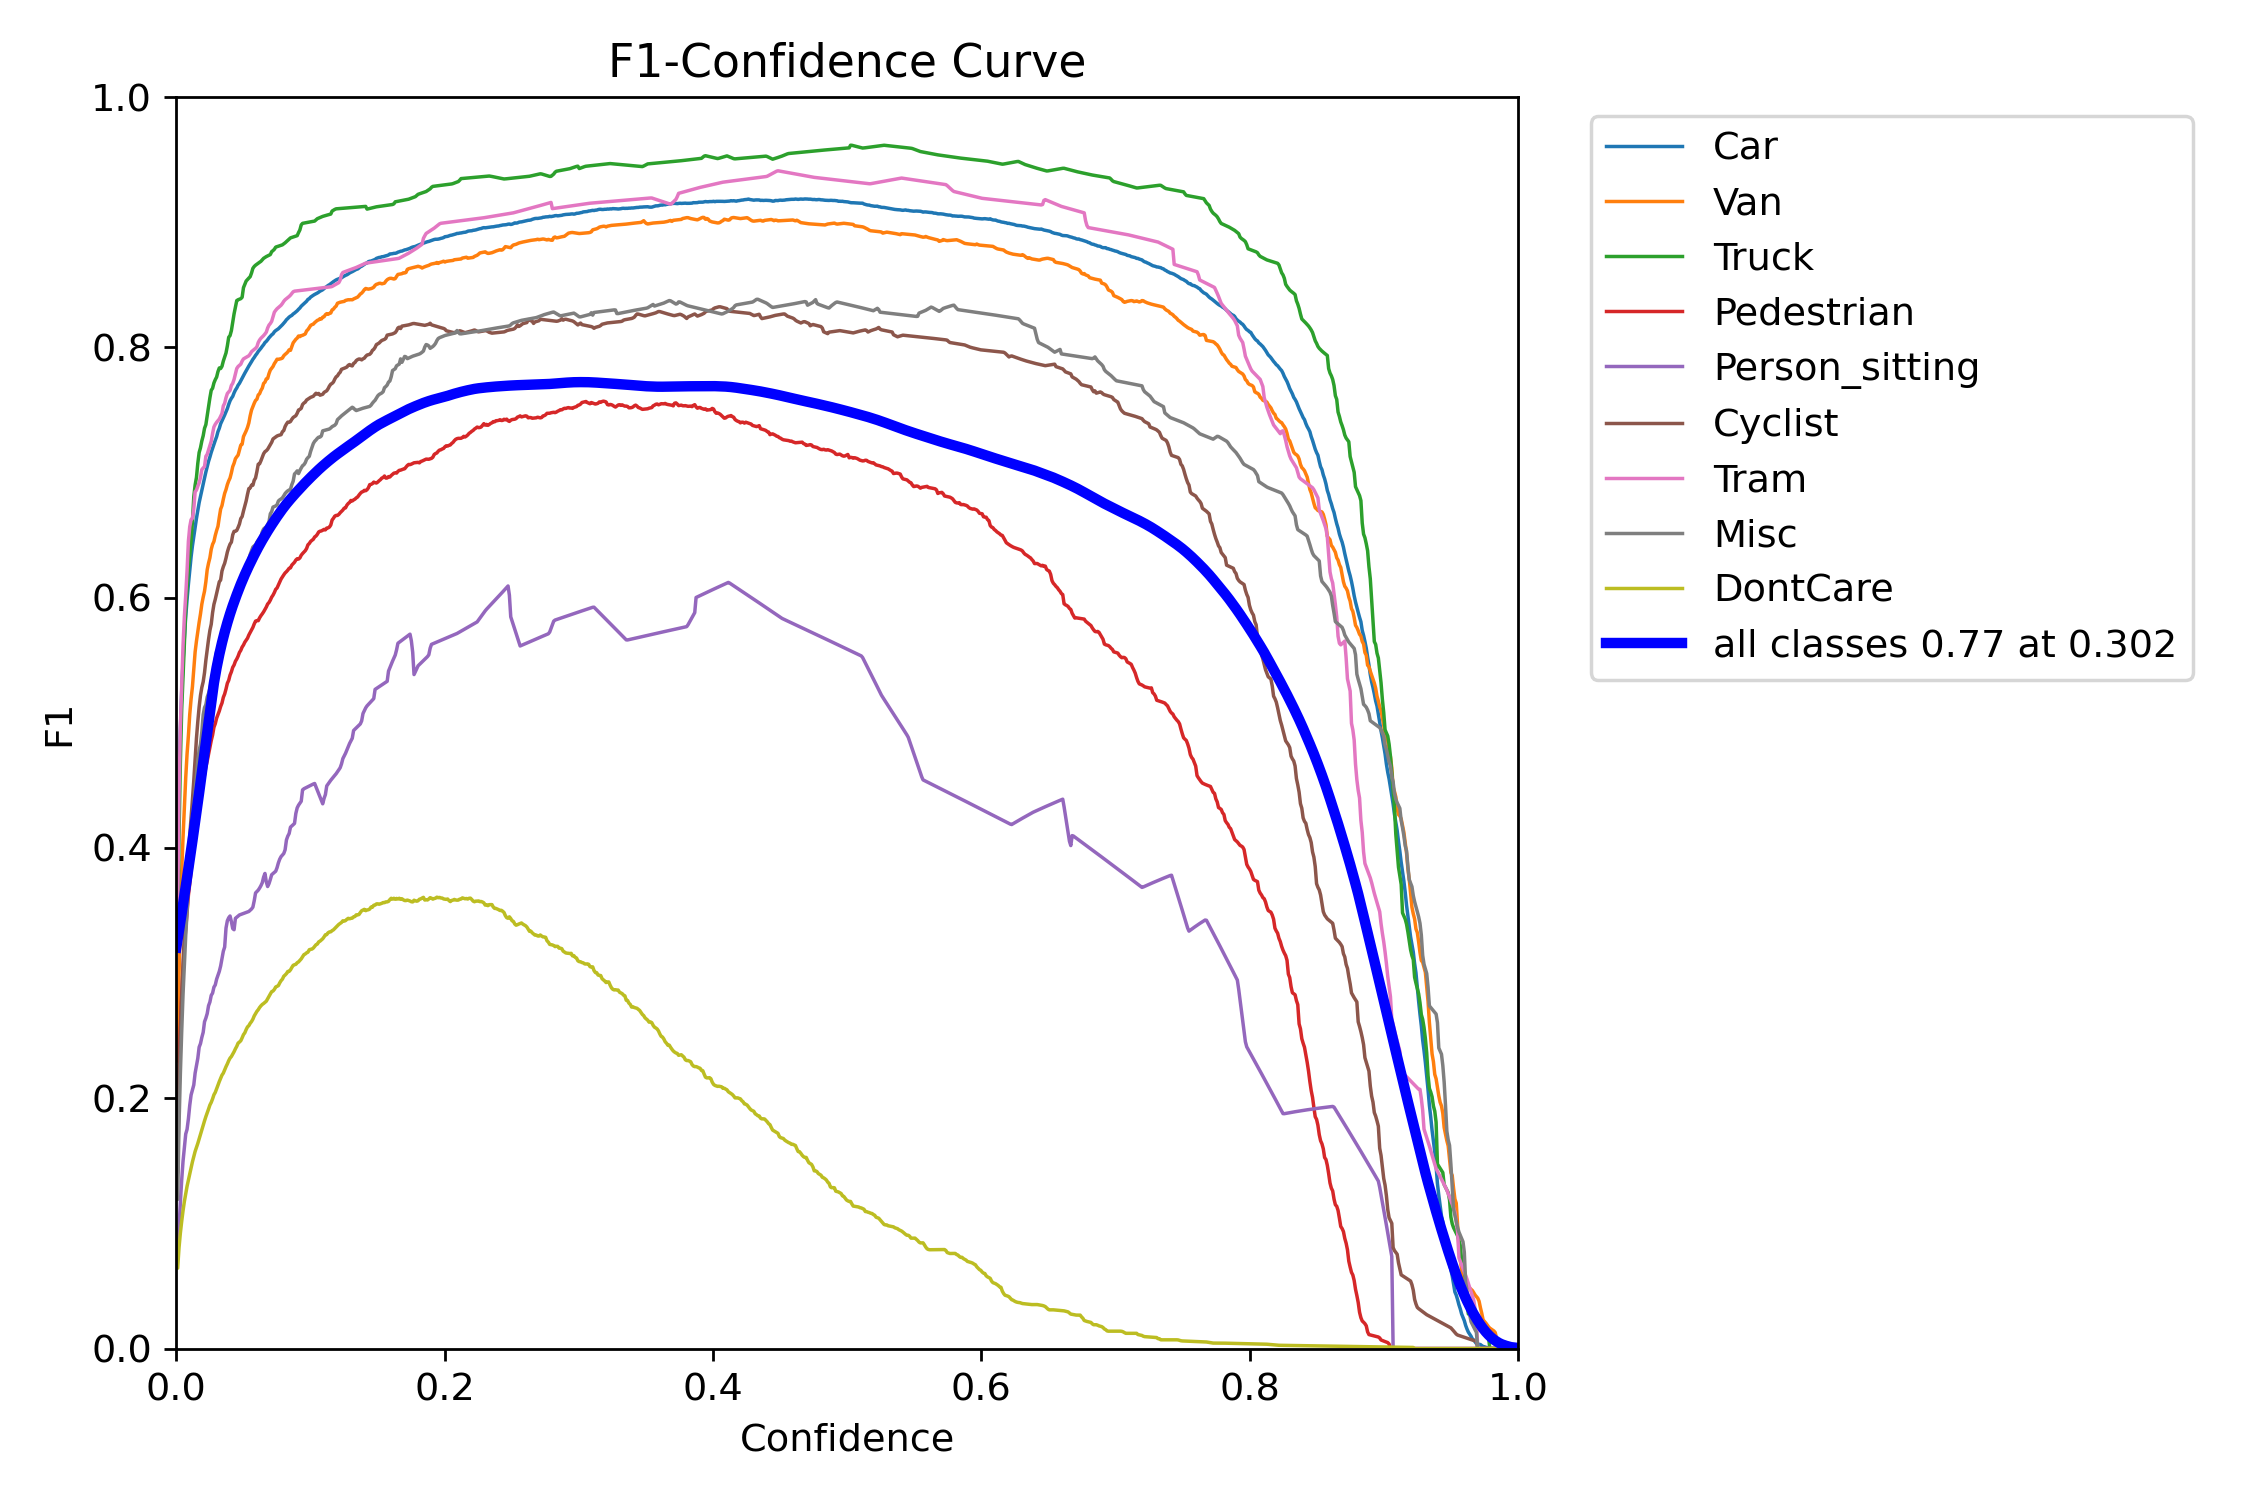 F1-Confidence Curve
1.0
0.8
0.6
0.4
0.2
0.0
F1
0.0 0.2 0.4 0.6 0.8 1.0
Confidence
Car
Van
Truck
Pedestrian
Person_sitting
Cyclist
Tram
Misc
DontCare
all classes 0.77 at 0.302